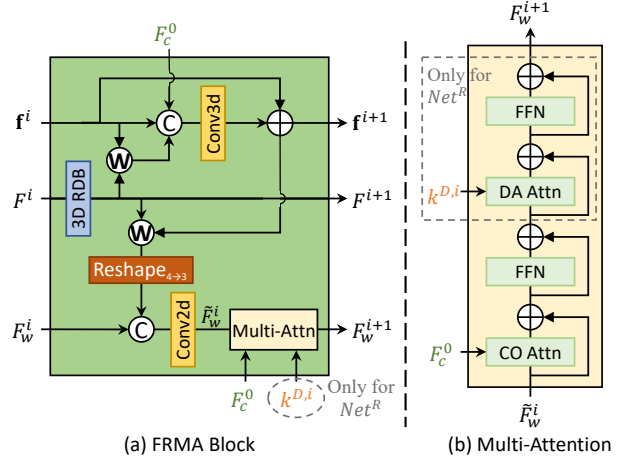 F_c^0
f^i
C
Conv3d
f^{i+1}
W
F^i
3D RDB
F^{i+1}
W
Reshape_{4→3}
F_w^i
C
Conv2d
F̃_w^i
Multi-Attn
F_w^{i+1}
F_c^0
k^{D,i}
Only for
Net^R
(a) FRMA Block
F_w^{i+1}
Only for
Net^R
FFN
k^{D,i}
DA Attn
FFN
F_c^0
CO Attn
F̃_w^i
(b) Multi-Attention